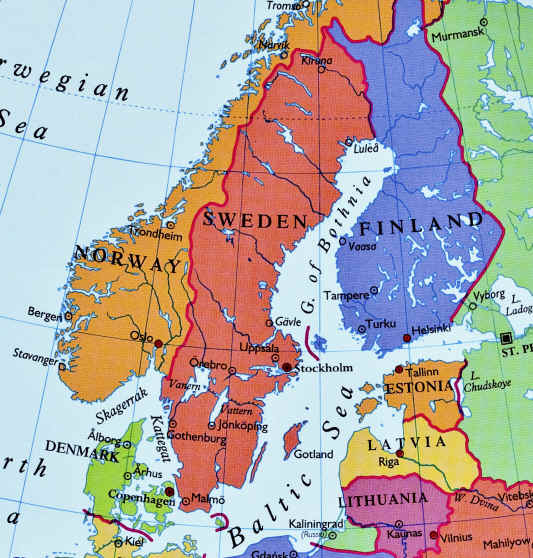 Tromsø
Murmansk
Narvik
Kiruna
rwegian
Sea
Luleå
G. of Bothnia
SWEDEN
FINLAND
Trondheim
Vaasa
NORWAY
Tampere
Vyborg
L.
Ladog
Bergen
Gävle
Turku
Helsinki
Oslo
ST. P
Uppsala
Stavanger
Örebro
Stockholm
Tallinn
L.
Chudskoye
Vänern
ESTONIA
Skagerrak
Vättern
Kattegat
Jönköping
Gothenburg
Ålborg
LATVIA
DENMARK
Gotland
Riga
Århus
rth
Baltic Sea
Copenhagen
Malmö
LITHUANIA
W. Dvina
Vitebsk
a
Kaliningrad
(Russia)
Kaunas
Vilnius
Mahilyow
Kiel
Gdańsk